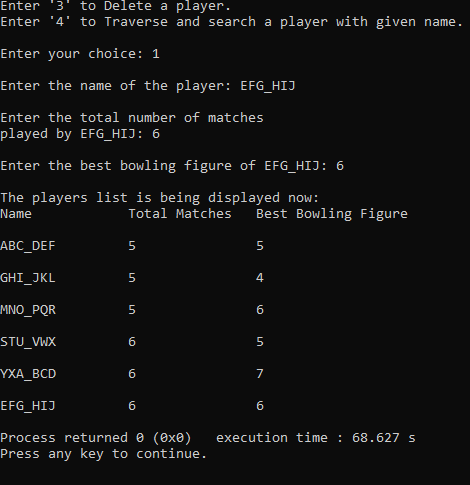 Enter '3' to Delete a player.
Enter '4' to Traverse and search a player with given name.
Enter your choice: 1
Enter the name of the player: EFG_HIJ
Enter the total number of matches
played by EFG_HIJ: 6
Enter the best bowling figure of EFG_HIJ: 6
The players list is being displayed now:
Name Total Matches Best Bowling Figure
ABC_DEF 5 5
GHI_JKL 5 4
MNO_PQR 5 6
STU_VWX 6 5
YXA_BCD 6 7
EFG_HIJ 6 6
Process returned 0 (0x0) execution time : 68.627 s
Press any key to continue.